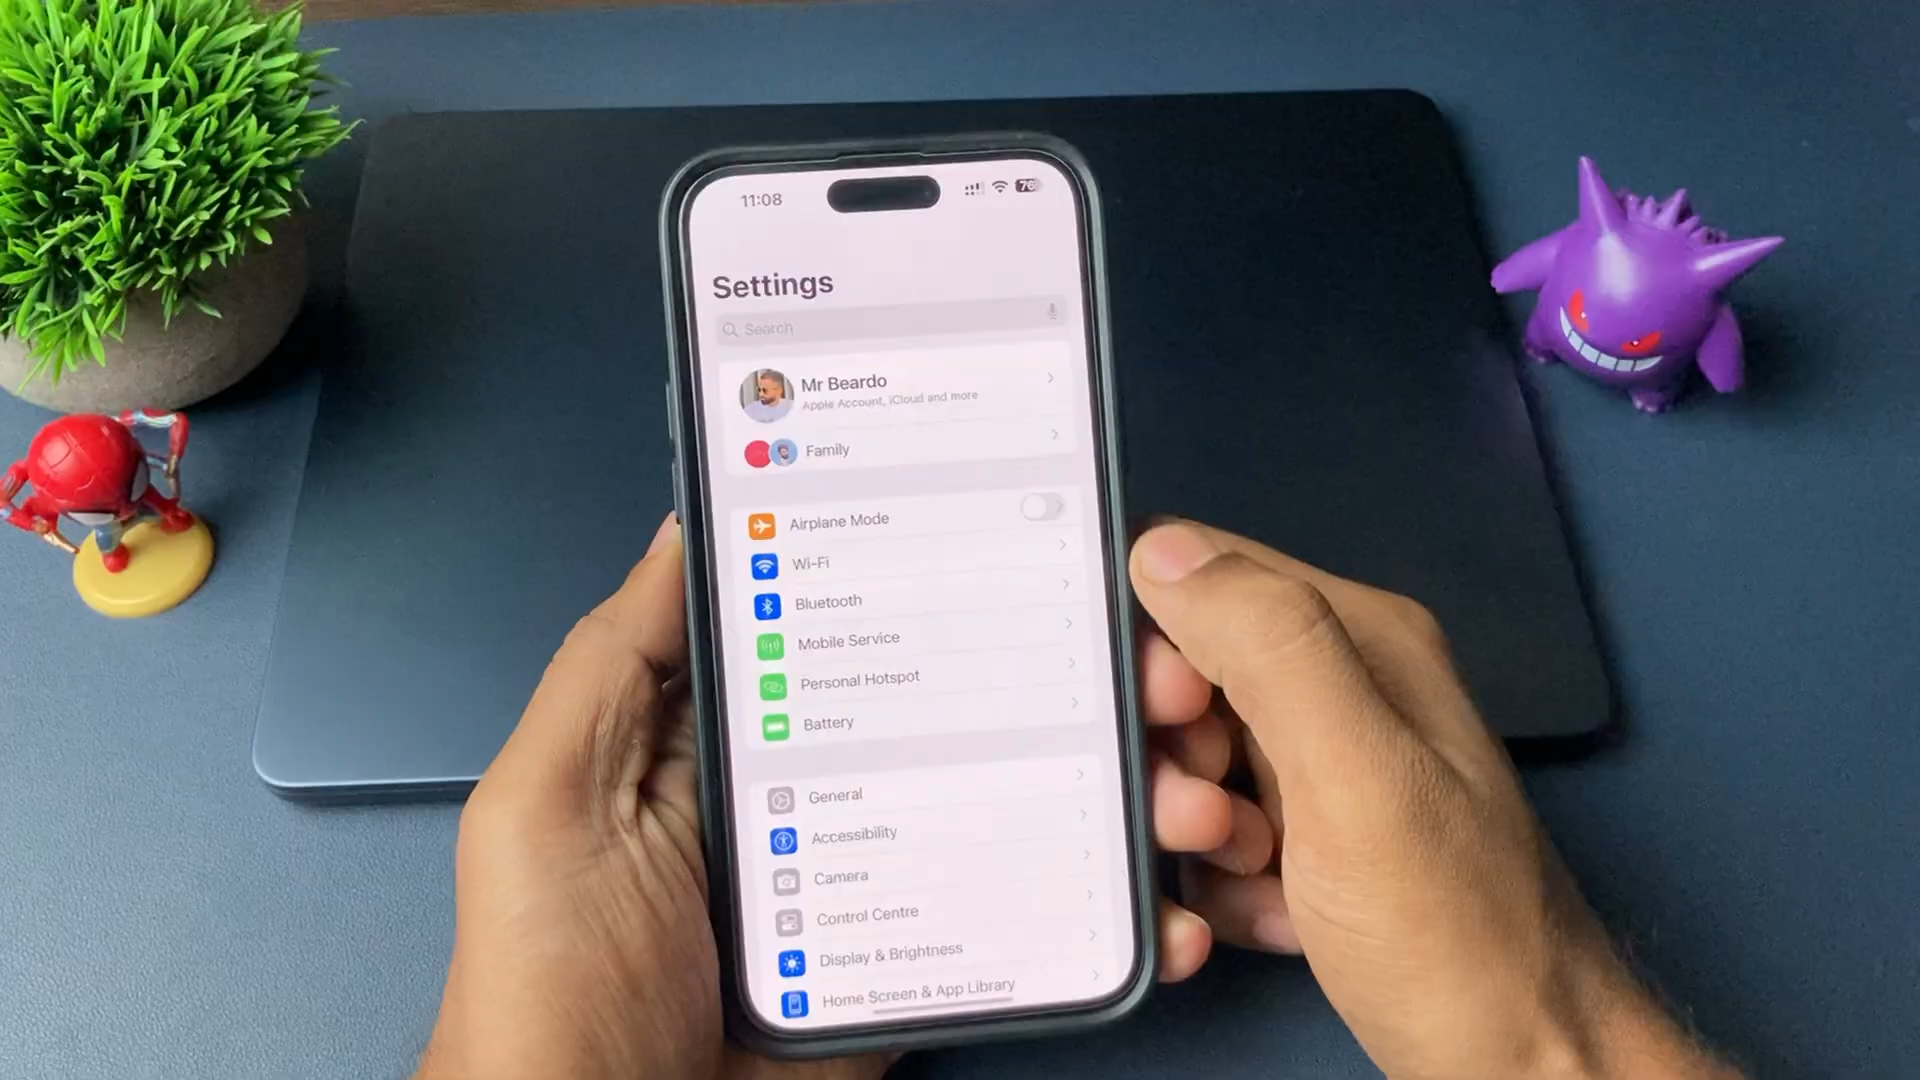 11:08
76
Settings
Search
Mr Beardo
Apple Account, iCloud and more
Family
Airplane Mode
Wi-Fi
Bluetooth
Mobile Service
Personal Hotspot
Battery
General
Accessibility
Camera
Control Centre
Display & Brightness
Home Screen & App Library